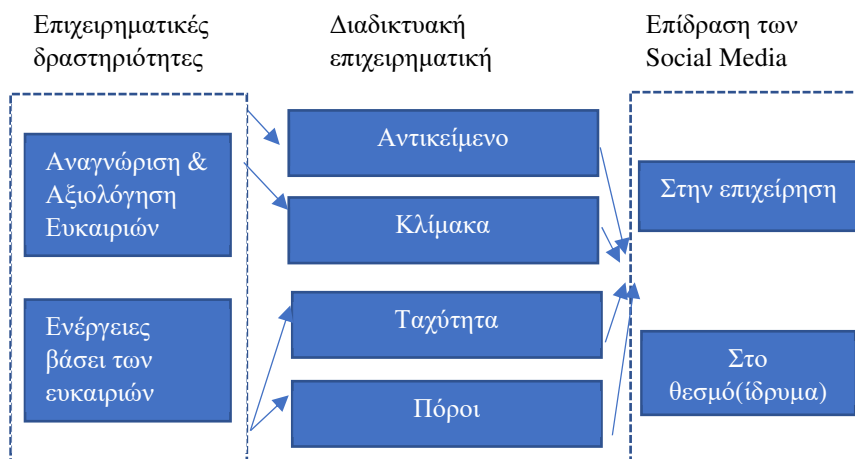 Επιχειρηματικές
δραστηριότητες
Διαδικτυακή
επιχειρηματική
Επίδραση των
Social Media
Αναγνώριση &
Αξιολόγηση
Ευκαιριών
Ενέργειες
βάσει των
ευκαιριών
Αντικείμενο
Κλίμακα
Ταχύτητα
Πόροι
Στην επιχείρηση
Στο
θεσμό(ίδρυμα)